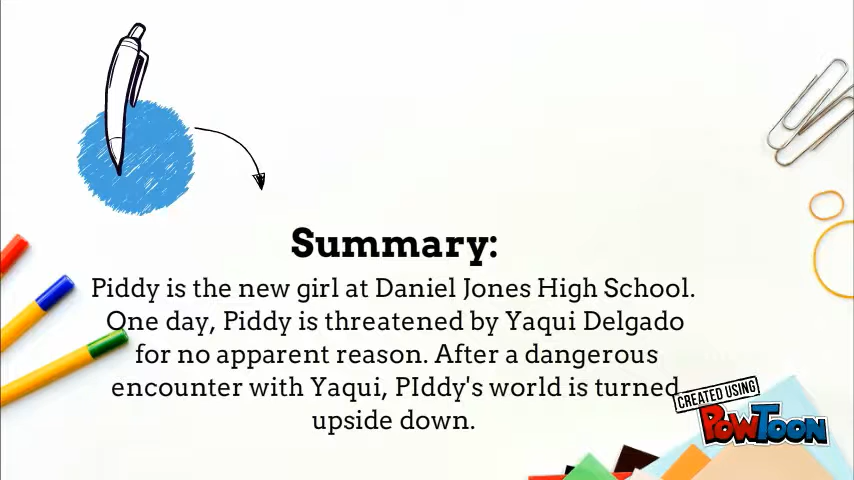 Summary:
Piddy is the new girl at Daniel Jones High School.
One day, Piddy is threatened by Yaqui Delgado
for no apparent reason. After a dangerous
encounter with Yaqui, PIddy's world is turned
upside down.
CREATED USING
POWTOON